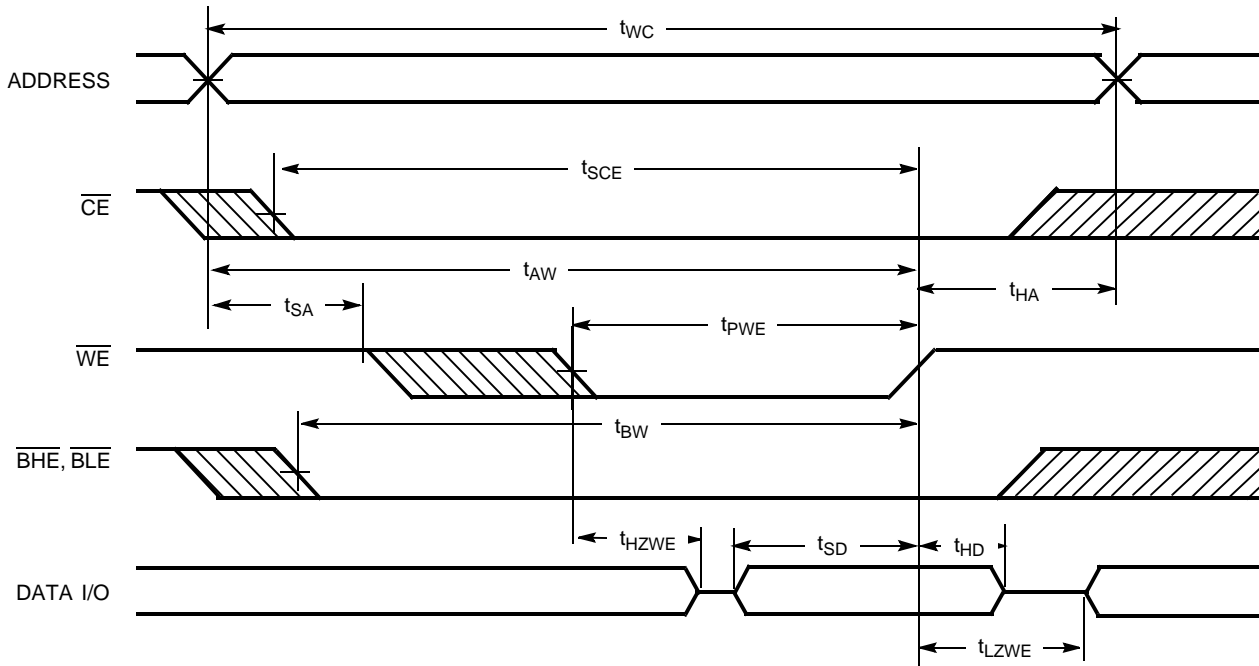 tWC
ADDRESS
tSCE
CE
tAW
tSA
tHA
tPWE
WE
tBW
BHE, BLE
tHZWE
tSD
tHD
DATA I/O
tLZWE